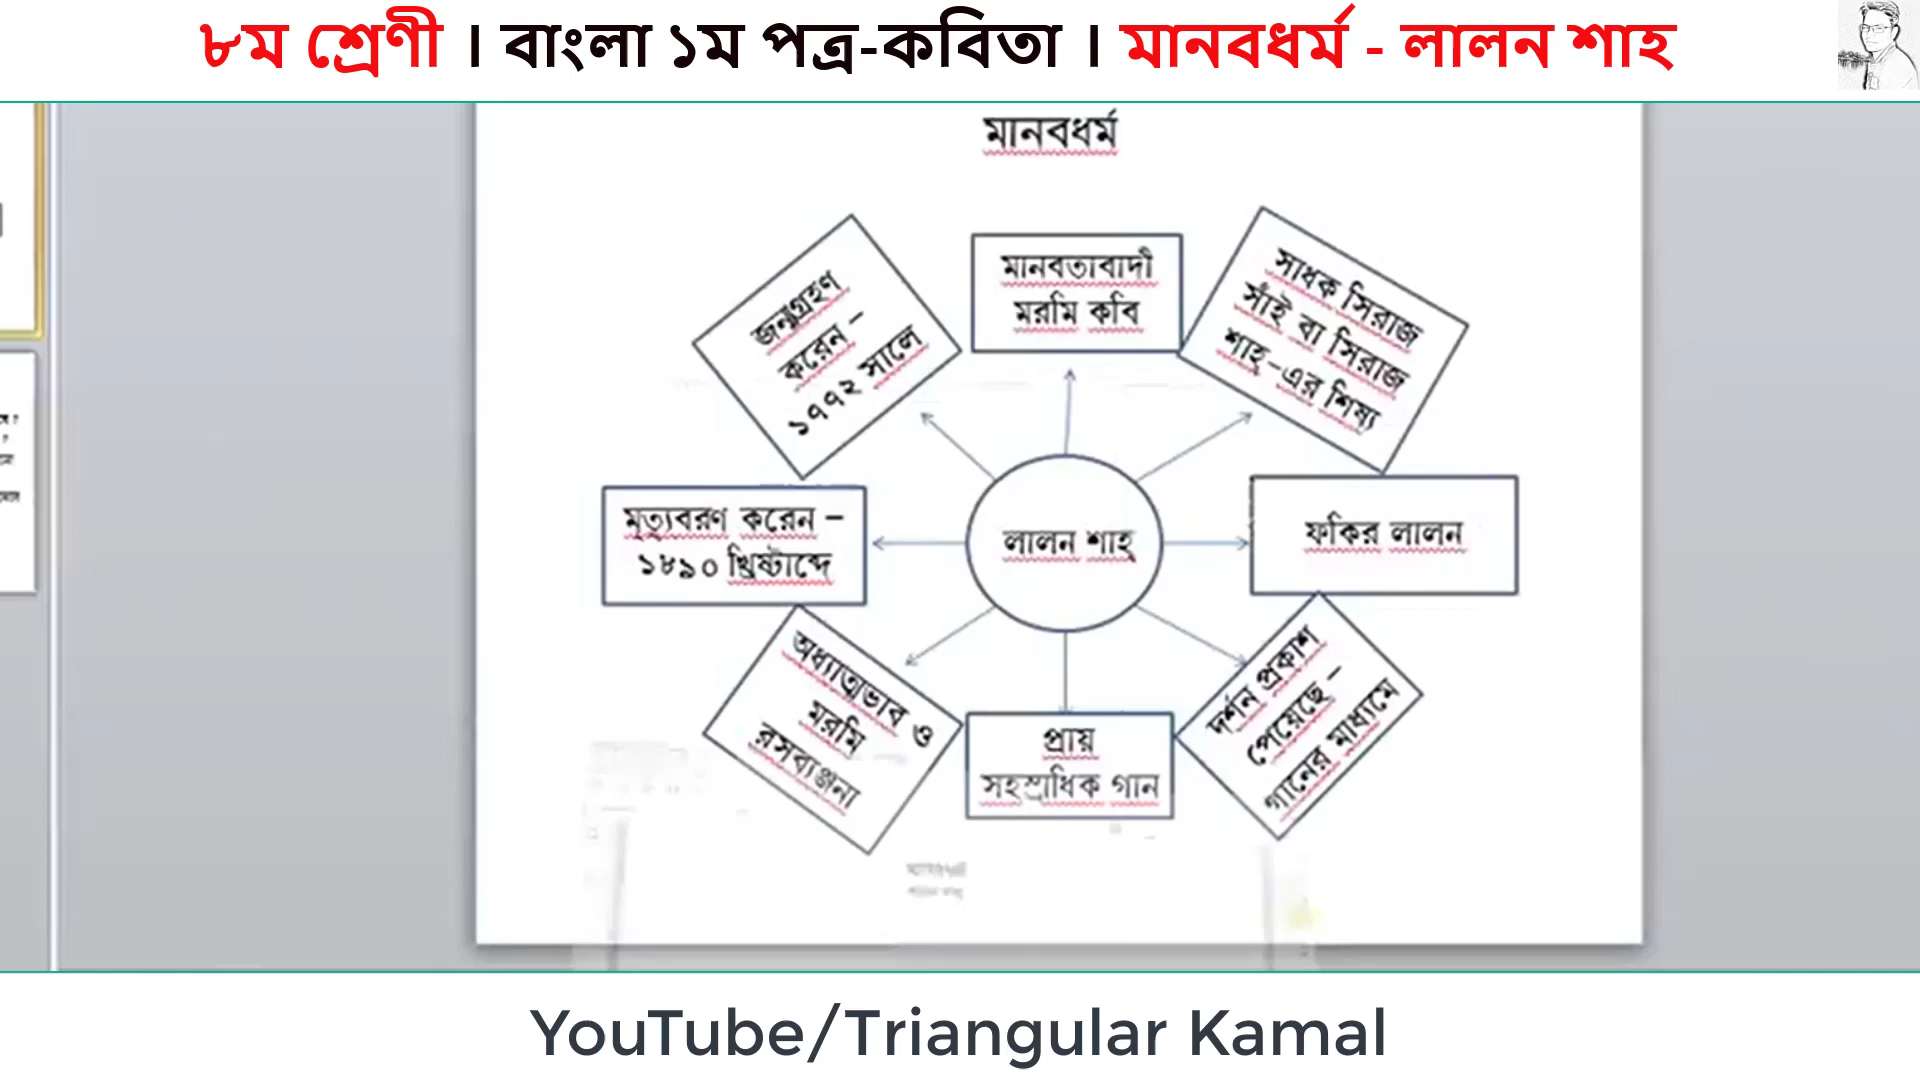 ৮ম শ্রেণী । বাংলা ১ম পত্র-কবিতা । মানবধর্ম - লালন শাহ
মানবধর্ম
জন্মগ্রহণ
করেন –
১৭৭২ সালে
মানবতাবাদী
মরমি কবি
সাধক সিরাজ
সাঁই বা সিরাজ
শাহ্-এর শিষ্য
মৃত্যুবরণ করেন –
১৮৯০ খ্রিষ্টাব্দে
লালন শাহ্
ফকির লালন
অধ্যাত্মভাব ও
মরমি
রসব্যঞ্জনা
প্রায়
সহস্রাধিক গান
দর্শন প্রকাশ
পেয়েছে –
গানের মাধ্যমে
YouTube/Triangular Kamal